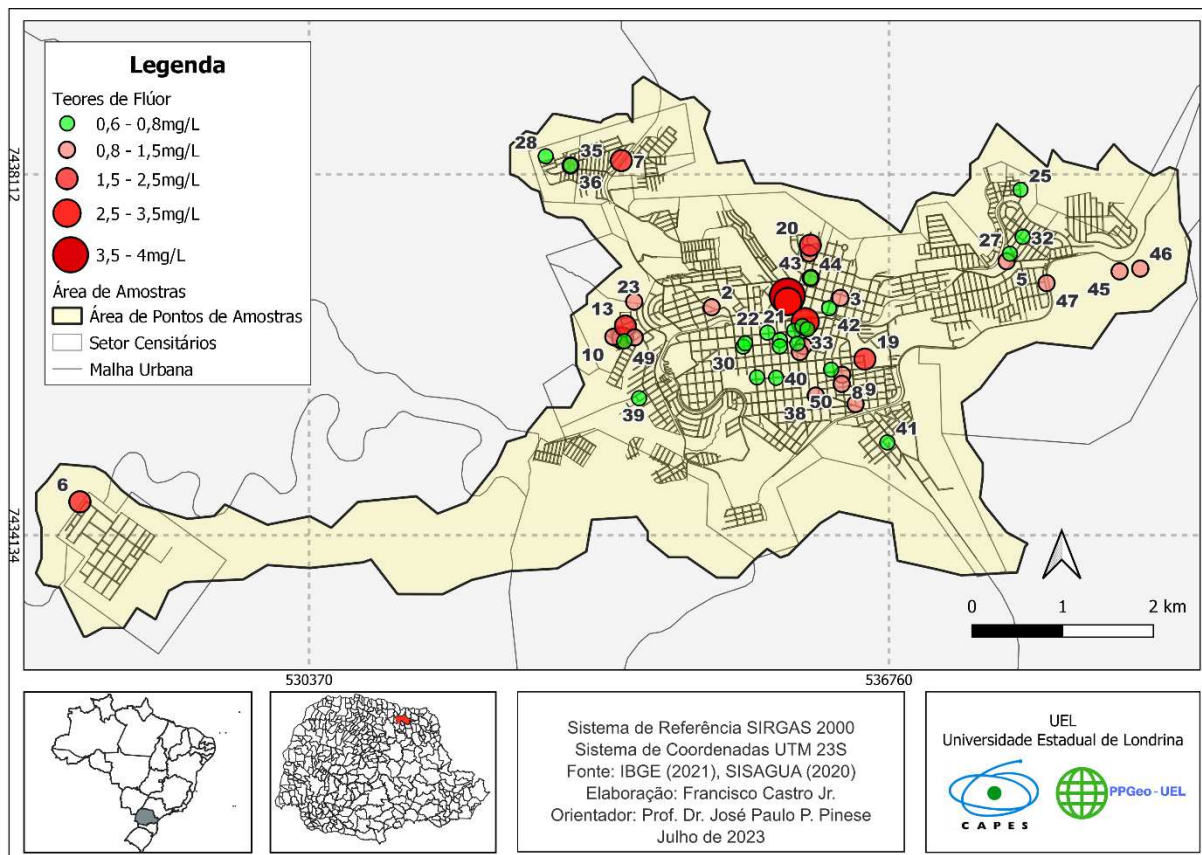 Legenda
Teores de Flúor
0,6 - 0,8mg/L
0,8 - 1,5mg/L
1,5 - 2,5mg/L
2,5 - 3,5mg/L
3,5 - 4mg/L
Área de Amostras
Área de Pontos de Amostras
Setor Censitários
Malha Urbana
28
35
36
7
25
7438112
20
27
32
43
44
46
5
45
47
23
2
3
13
22
21
42
10
49
30
33
19
40
89
50
39
38
41
6
7434134
0 1 2 km
530370
536760
Sistema de Referência SIRGAS 2000
Sistema de Coordenadas UTM 23S
Fonte: IBGE (2021), SISAGUA (2020)
Elaboração: Francisco Castro Jr.
Orientador: Prof. Dr. José Paulo P. Pinese
Julho de 2023
UEL
Universidade Estadual de Londrina
CAPES
PPGeo-UEL